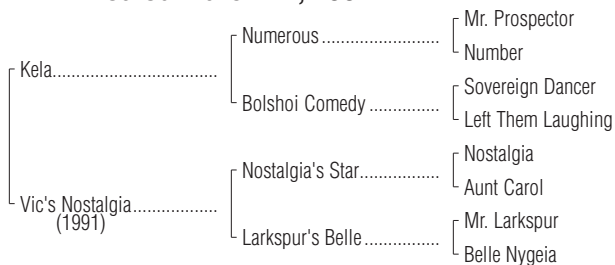 Mr. Prospector
Numerous
Number
Kela
Sovereign Dancer
Bolshoi Comedy
Left Them Laughing
Nostalgia
Nostalgia's Star
Aunt Carol
Vic's Nostalgia
(1991)
Mr. Larkspur
Larkspur's Belle
Belle Nygeia